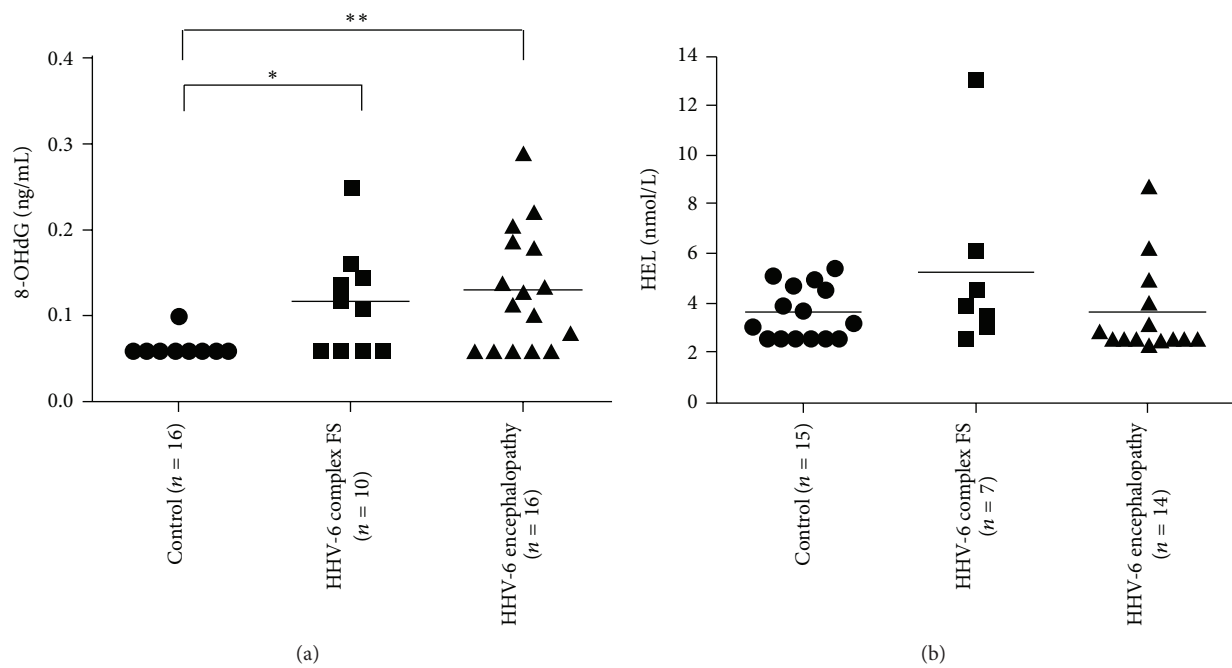 **
*
0.4
0.3
0.2
0.1
0.0
8-OHdG (ng/mL)
Control (n = 16)
HHV-6 complex FS
(n = 10)
HHV-6 encephalopathy
(n = 16)
(a)
14
12
10
8
6
4
2
0
HEL (nmol/L)
Control (n = 15)
HHV-6 complex FS
(n = 7)
HHV-6 encephalopathy
(n = 14)
(b)